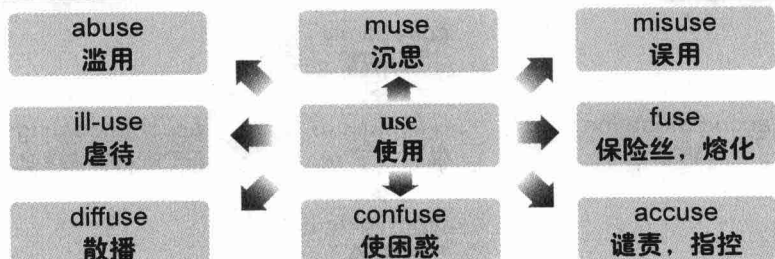 abuse
滥用
muse
沉思
misuse
误用
ill-use
虐待
use
使用
fuse
保险丝，熔化
diffuse
散播
confuse
使困惑
accuse
谴责，指控